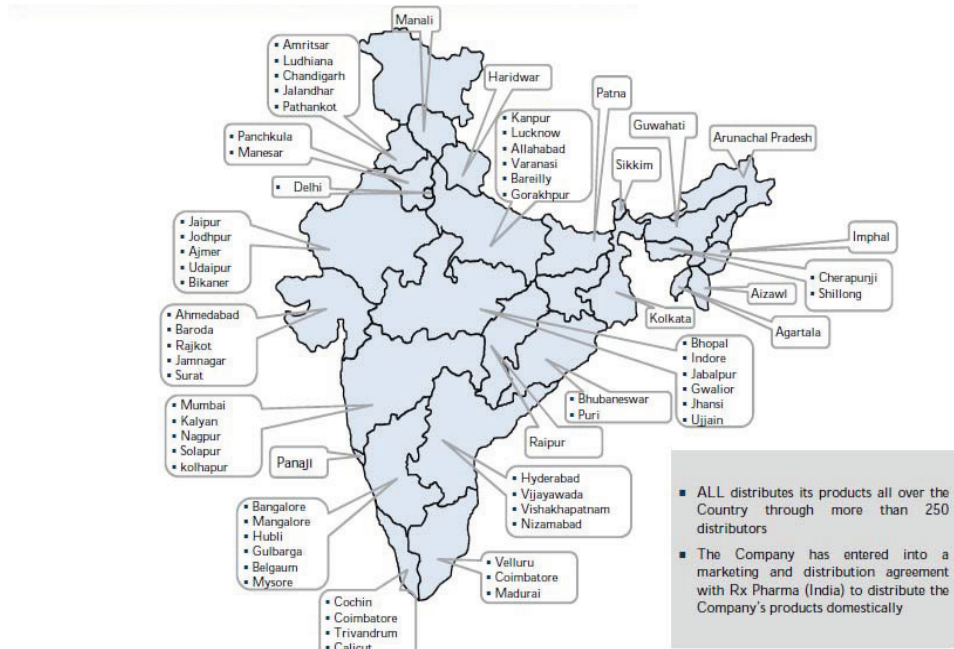 Manali
▪ Amritsar
▪ Ludhiana
▪ Chandigarh
▪ Jalandhar
▪ Pathankot
Haridwar
Patna
▪ Kanpur
▪ Lucknow
▪ Allahabad
▪ Varanasi
▪ Bareilly
▪ Gorakhpur
Guwahati
Arunachal Pradesh
Sikkim
▪ Panchkula
▪ Manesar
▪ Delhi
▪ Jaipur
▪ Jodhpur
▪ Ajmer
▪ Udaipur
▪ Bikaner
Imphal
▪ Cherapunji
▪ Shillong
Aizawl
Agartala
Kolkata
▪ Ahmedabad
▪ Baroda
▪ Rajkot
▪ Jamnagar
▪ Surat
▪ Bhopal
▪ Indore
▪ Jabalpur
▪ Gwalior
▪ Jhansi
▪ Ujjain
▪ Bhubaneswar
▪ Puri
Raipur
▪ Mumbai
▪ Kalyan
▪ Nagpur
▪ Solapur
▪ kolhapur
Panaji
▪ Hyderabad
▪ Vijayawada
▪ Vishakhapatnam
▪ Nizamabad
▪ Bangalore
▪ Mangalore
▪ Hubli
▪ Gulbarga
▪ Belgaum
▪ Mysore
▪ Velluru
▪ Coimbatore
▪ Madurai
▪ Cochin
▪ Coimbatore
▪ Trivandrum
▪ Calicut
▪ ALL distributes its products all over the
Country through more than 250
distributors
▪ The Company has entered into a
marketing and distribution agreement
with Rx Pharma (India) to distribute the
Company's products domestically